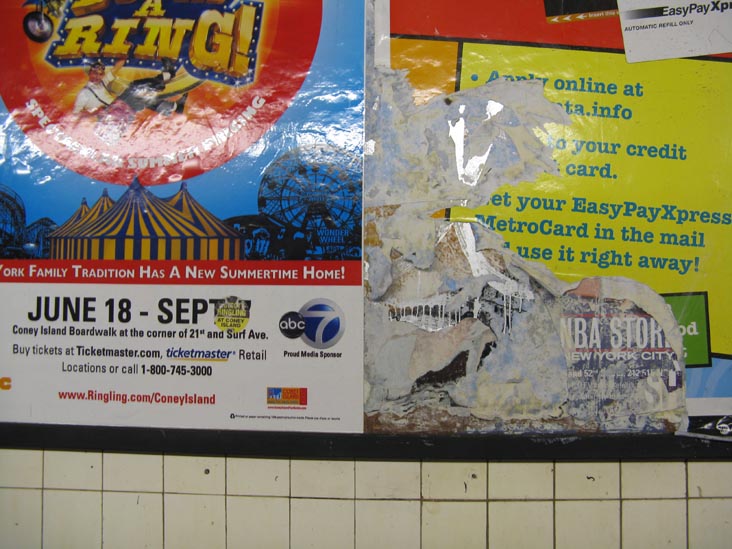 A
RING!
WONDER
WHEEL
YORK FAMILY TRADITION HAS A NEW SUMMERTIME HOME!
JUNE 18 - SEPT
RINGLING
AT CONEY
ISLAND
Coney Island Boardwalk at the corner of 21st and Surf Ave.
Buy tickets at Ticketmaster.com, ticketmaster Retail
Locations or call 1-800-745-3000
www.Ringling.com/ConeyIsland
abc 7
Proud Media Sponsor
EasyPayXpr
AUTOMATIC REFILL ONLY
• Apply online at
ta.info
to your credit
card.
et your EasyPayXpress
MetroCard in the mail
use it right away!
NBA STOR
NEW YORK CITY
52nd
od